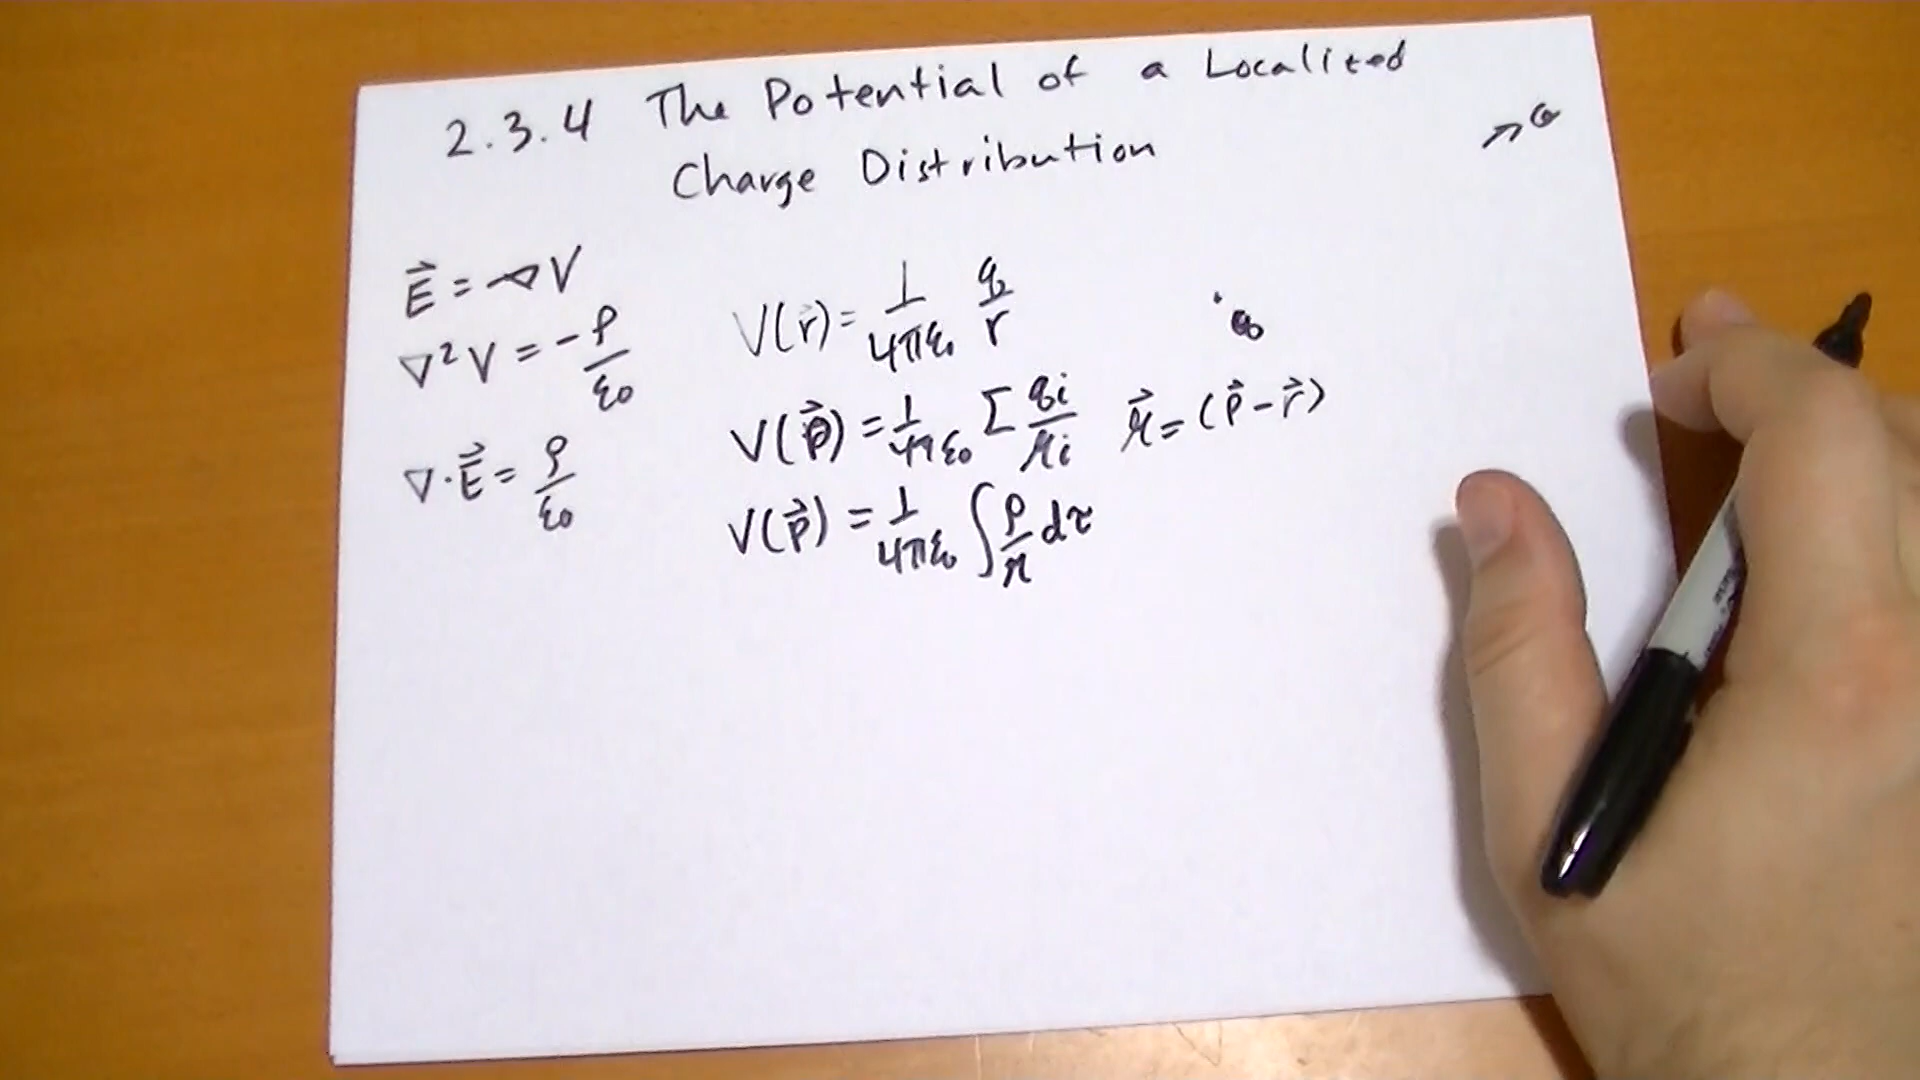 2.3.4 The Potential of a Localized
Charge Distribution
E⃗ = -∇V
∇²V = -ρ/ε₀
∇·E⃗ = ρ/ε₀
V(r) = 1/4πε₀ q/r
q
V(p⃗) = 1/4πε₀ Σ qi/𝓇i 𝓇⃗ = (p⃗ - r⃗)
V(p⃗) = 1/4πε₀ ∫ρ/𝓇 dτ